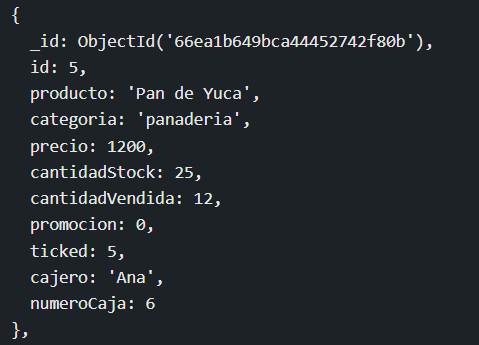 {
_id: ObjectId('66ea1b649bca44452742f80b'),
id: 5,
producto: 'Pan de Yuca',
categoria: 'panaderia',
precio: 1200,
cantidadStock: 25,
cantidadVendida: 12,
promocion: 0,
ticked: 5,
cajero: 'Ana',
numeroCaja: 6
},